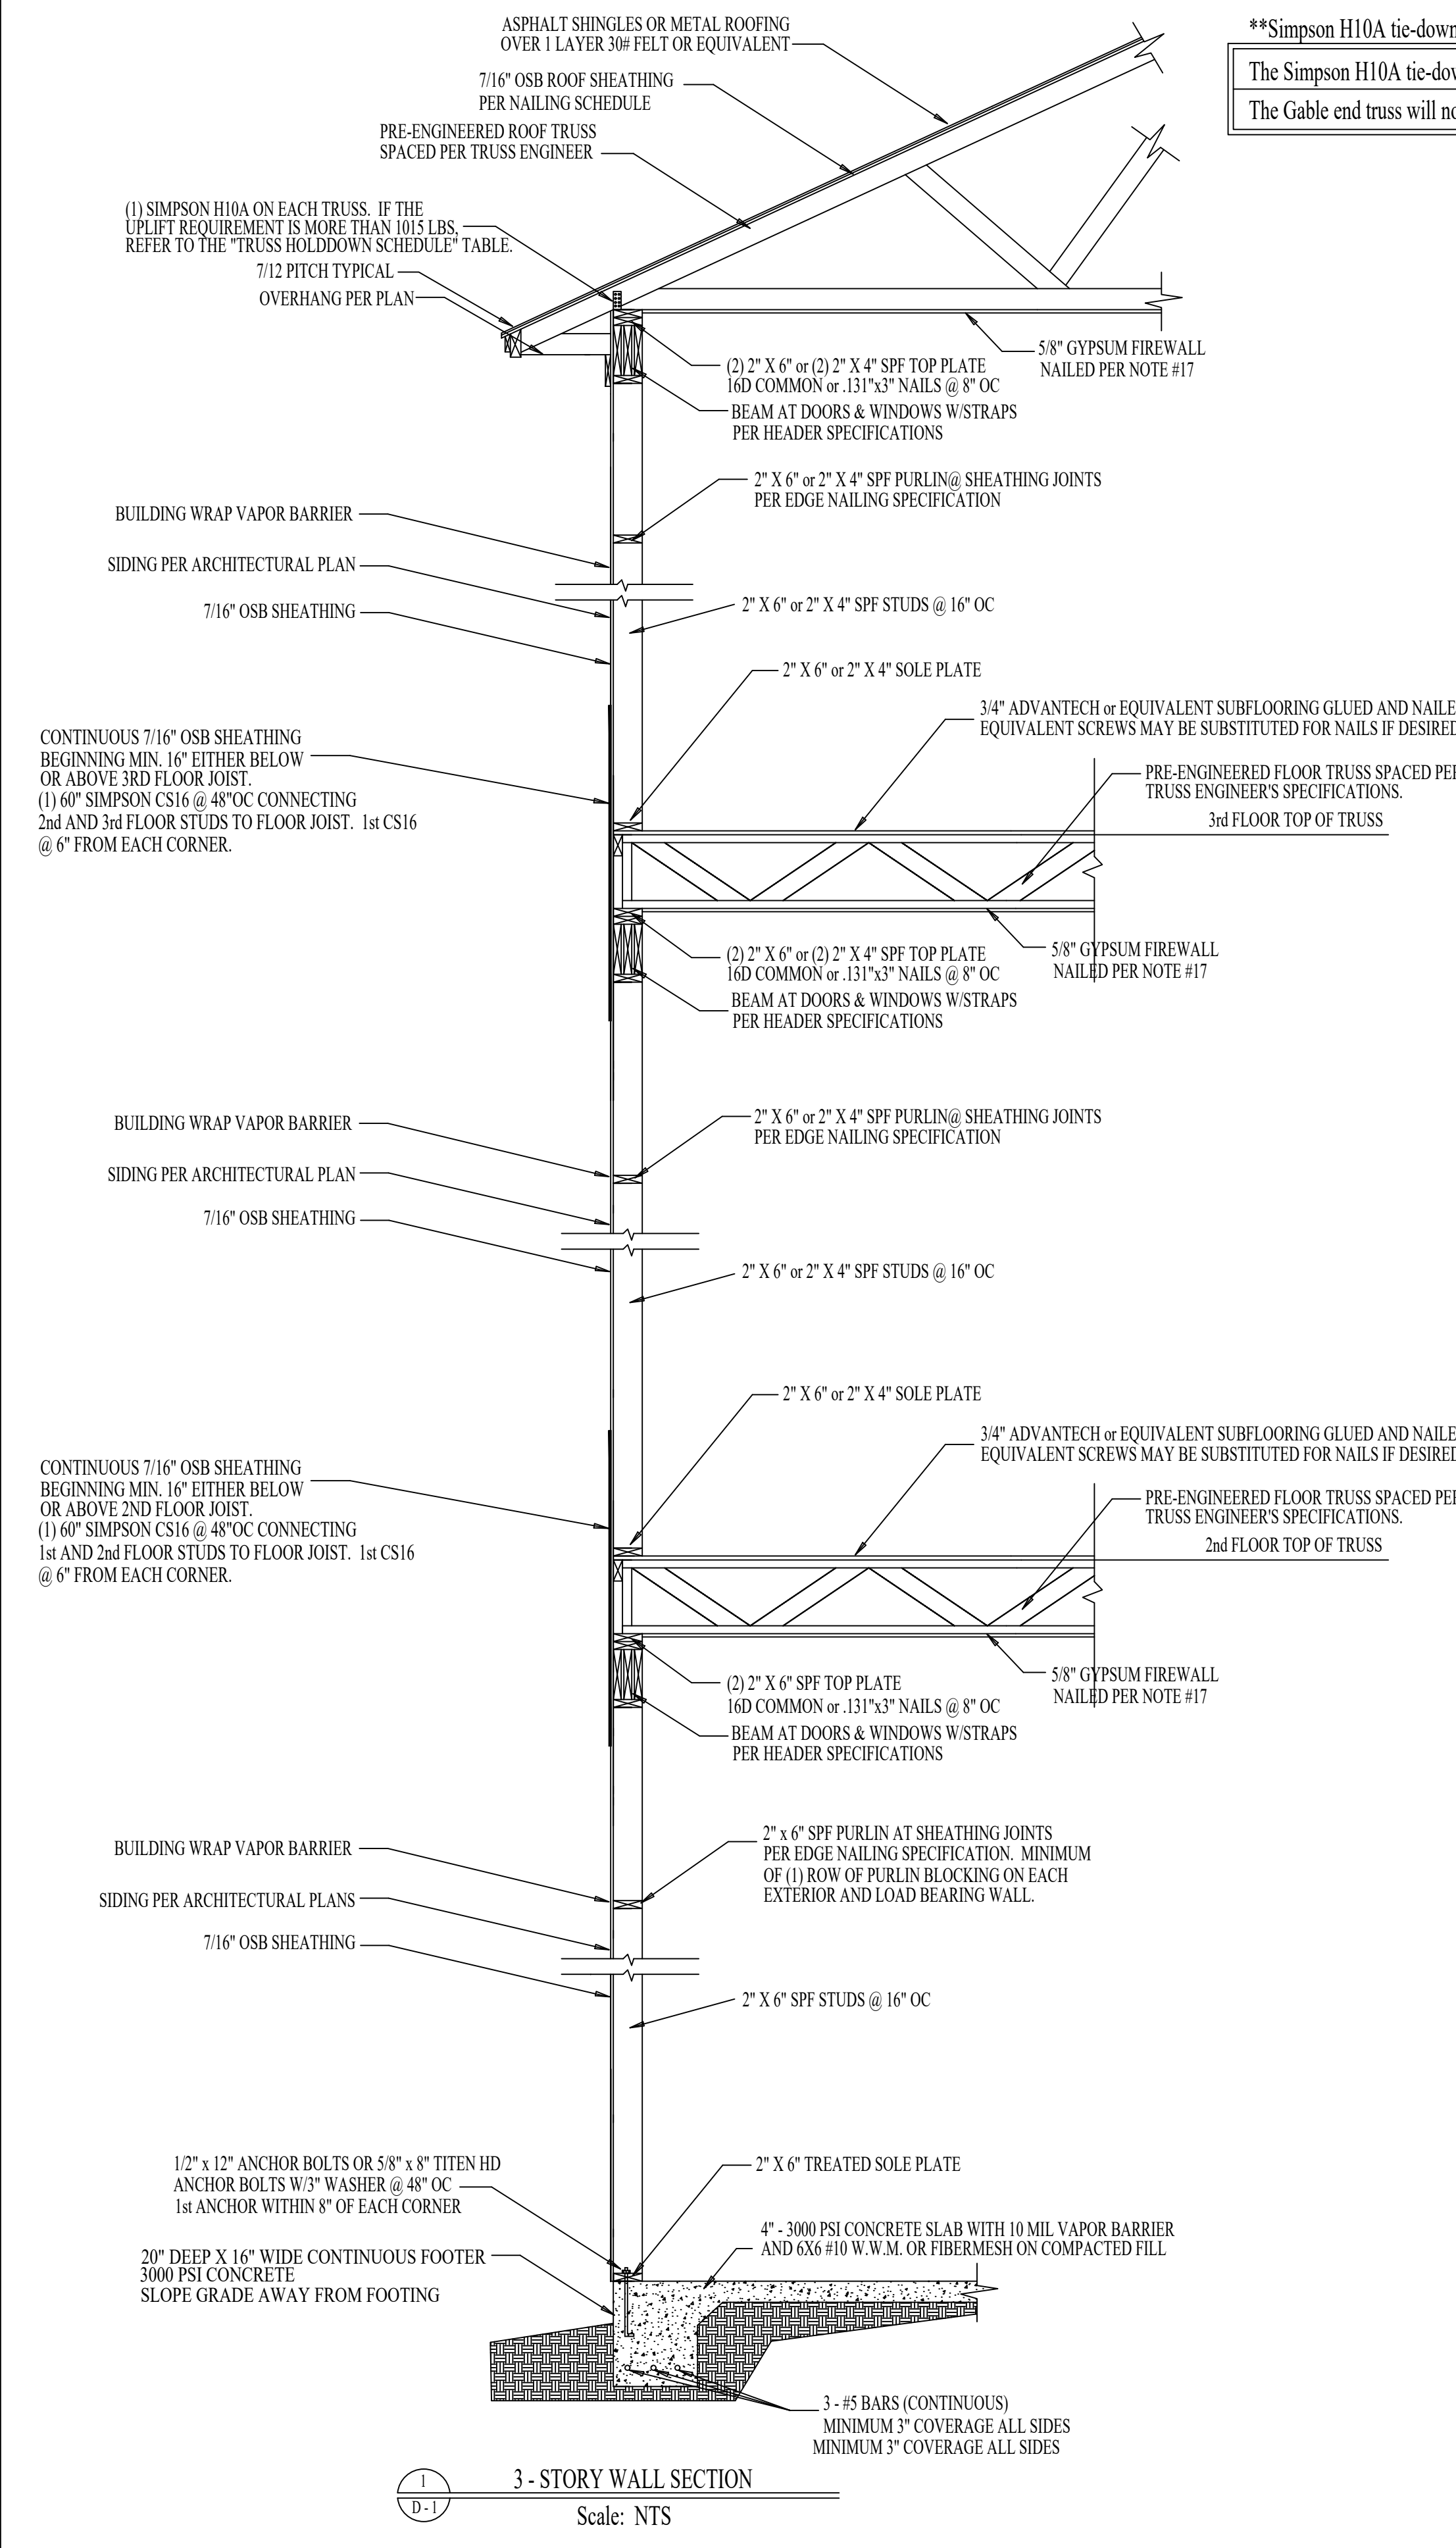 ASPHALT SHINGLES OR METAL ROOFING
OVER 1 LAYER 30# FELT OR EQUIVALENT
**Simpson H10A tie-down
The Simpson H10A tie-dow
The Gable end truss will no
7/16" OSB ROOF SHEATHING
PER NAILING SCHEDULE
PRE-ENGINEERED ROOF TRUSS
SPACED PER TRUSS ENGINEER
(1) SIMPSON H10A ON EACH TRUSS. IF THE
UPLIFT REQUIREMENT IS MORE THAN 1015 LBS,
REFER TO THE "TRUSS HOLDDOWN SCHEDULE" TABLE.
7/12 PITCH TYPICAL
OVERHANG PER PLAN
5/8" GYPSUM FIREWALL
NAILED PER NOTE #17
(2) 2" X 6" or (2) 2" X 4" SPF TOP PLATE
16D COMMON or .131"x3" NAILS @ 8" OC
BEAM AT DOORS & WINDOWS W/STRAPS
PER HEADER SPECIFICATIONS
2" X 6" or 2" X 4" SPF PURLIN@ SHEATHING JOINTS
PER EDGE NAILING SPECIFICATION
BUILDING WRAP VAPOR BARRIER
SIDING PER ARCHITECTURAL PLAN
7/16" OSB SHEATHING
2" X 6" or 2" X 4" SPF STUDS @ 16" OC
2" X 6" or 2" X 4" SOLE PLATE
3/4" ADVANTECH or EQUIVALENT SUBFLOORING GLUED AND NAILE
EQUIVALENT SCREWS MAY BE SUBSTITUTED FOR NAILS IF DESIRED
CONTINUOUS 7/16" OSB SHEATHING
BEGINNING MIN. 16" EITHER BELOW
OR ABOVE 3RD FLOOR JOIST.
(1) 60" SIMPSON CS16 @ 48"OC CONNECTING
2nd AND 3rd FLOOR STUDS TO FLOOR JOIST. 1st CS16
@ 6" FROM EACH CORNER.
PRE-ENGINEERED FLOOR TRUSS SPACED PER
TRUSS ENGINEER'S SPECIFICATIONS.
3rd FLOOR TOP OF TRUSS
(2) 2" X 6" or (2) 2" X 4" SPF TOP PLATE
16D COMMON or .131"x3" NAILS @ 8" OC
5/8" GYPSUM FIREWALL
NAILED PER NOTE #17
BEAM AT DOORS & WINDOWS W/STRAPS
PER HEADER SPECIFICATIONS
BUILDING WRAP VAPOR BARRIER
2" X 6" or 2" X 4" SPF PURLIN@ SHEATHING JOINTS
PER EDGE NAILING SPECIFICATION
SIDING PER ARCHITECTURAL PLAN
7/16" OSB SHEATHING
2" X 6" or 2" X 4" SPF STUDS @ 16" OC
2" X 6" or 2" X 4" SOLE PLATE
3/4" ADVANTECH or EQUIVALENT SUBFLOORING GLUED AND NAILE
EQUIVALENT SCREWS MAY BE SUBSTITUTED FOR NAILS IF DESIRED
CONTINUOUS 7/16" OSB SHEATHING
BEGINNING MIN. 16" EITHER BELOW
OR ABOVE 2ND FLOOR JOIST.
(1) 60" SIMPSON CS16 @ 48"OC CONNECTING
1st AND 2nd FLOOR STUDS TO FLOOR JOIST. 1st CS16
@ 6" FROM EACH CORNER.
PRE-ENGINEERED FLOOR TRUSS SPACED PER
TRUSS ENGINEER'S SPECIFICATIONS.
2nd FLOOR TOP OF TRUSS
(2) 2" X 6" SPF TOP PLATE
16D COMMON or .131"x3" NAILS @ 8" OC
5/8" GYPSUM FIREWALL
NAILED PER NOTE #17
BEAM AT DOORS & WINDOWS W/STRAPS
PER HEADER SPECIFICATIONS
BUILDING WRAP VAPOR BARRIER
2" x 6" SPF PURLIN AT SHEATHING JOINTS
PER EDGE NAILING SPECIFICATION. MINIMUM
OF (1) ROW OF PURLIN BLOCKING ON EACH
EXTERIOR AND LOAD BEARING WALL.
SIDING PER ARCHITECTURAL PLANS
7/16" OSB SHEATHING
2" X 6" SPF STUDS @ 16" OC
1/2" x 12" ANCHOR BOLTS OR 5/8" x 8" TITEN HD
ANCHOR BOLTS W/3" WASHER @ 48" OC
1st ANCHOR WITHIN 8" OF EACH CORNER
2" X 6" TREATED SOLE PLATE
4" - 3000 PSI CONCRETE SLAB WITH 10 MIL VAPOR BARRIER
AND 6X6 #10 W.W.M. OR FIBERMESH ON COMPACTED FILL
20" DEEP X 16" WIDE CONTINUOUS FOOTER
3000 PSI CONCRETE
SLOPE GRADE AWAY FROM FOOTING
3 - #5 BARS (CONTINUOUS)
MINIMUM 3" COVERAGE ALL SIDES
MINIMUM 3" COVERAGE ALL SIDES
1
D - 1
3 - STORY WALL SECTION
Scale: NTS